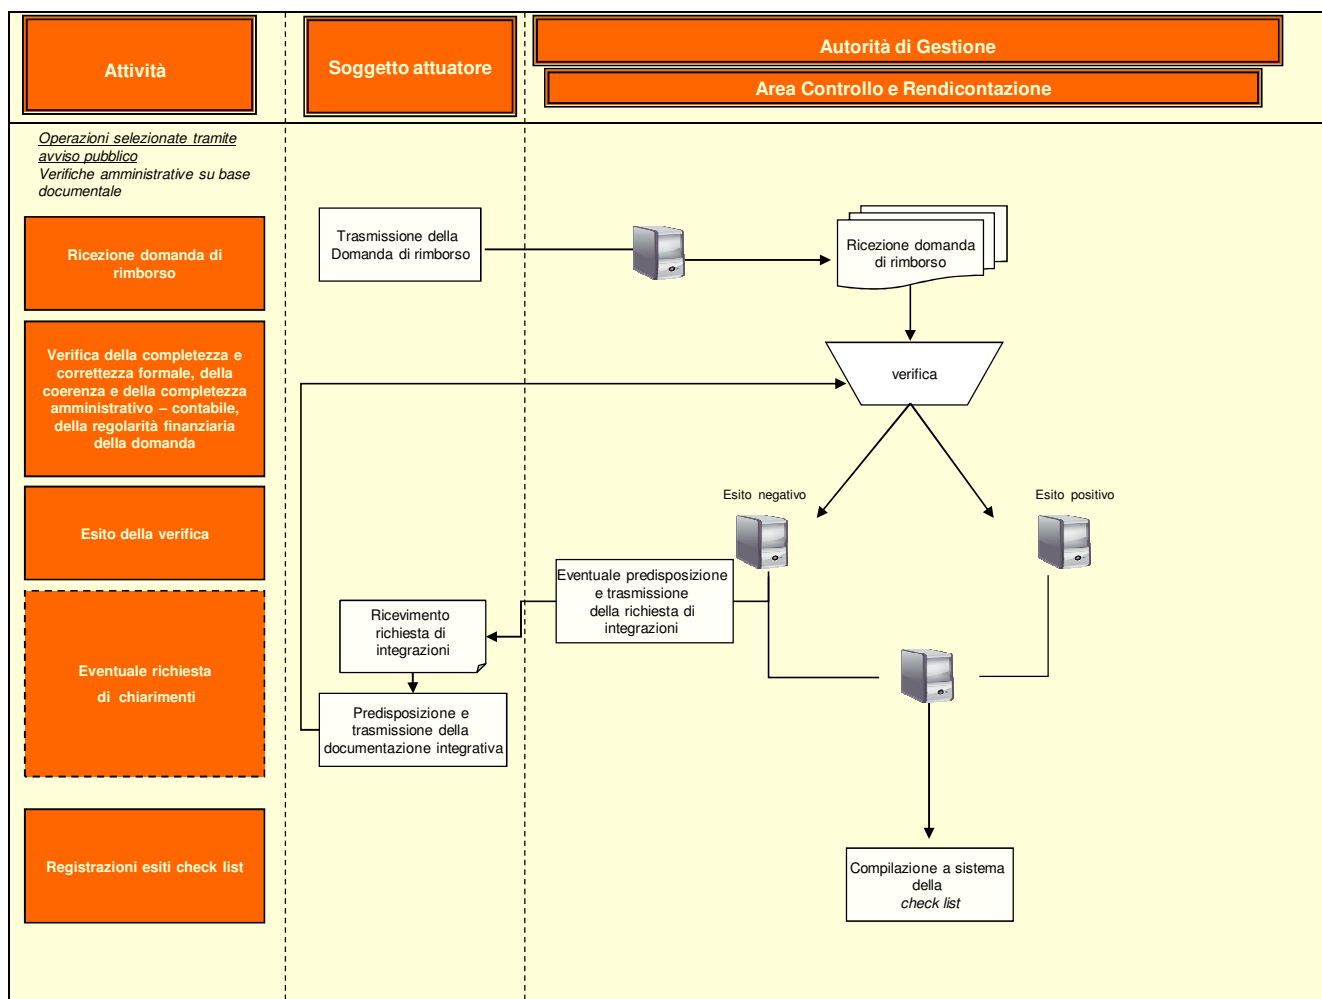 Attività
Soggetto attuatore
Autorità di Gestione
Area Controllo e Rendicontazione
Operazioni selezionate tramite
avviso pubblico
Verifiche amministrative su base
documentale
Ricezione domanda di
rimborso
Trasmissione della
Domanda di rimborso
Ricezione domanda
di rimborso
Verifica della completezza e
correttezza formale, della
coerenza e della completezza
amministrativo – contabile,
della regolarità finanziaria
della domanda
verifica
Esito della verifica
Esito negativo
Esito positivo
Eventuale richiesta
di chiarimenti
Eventuale predisposizione
e trasmissione
della richiesta di
integrazioni
Ricevimento
richiesta di
integrazioni
Predisposizione e
trasmissione della
documentazione integrativa
Registrazioni esiti check list
Compilazione a sistema
della
check list